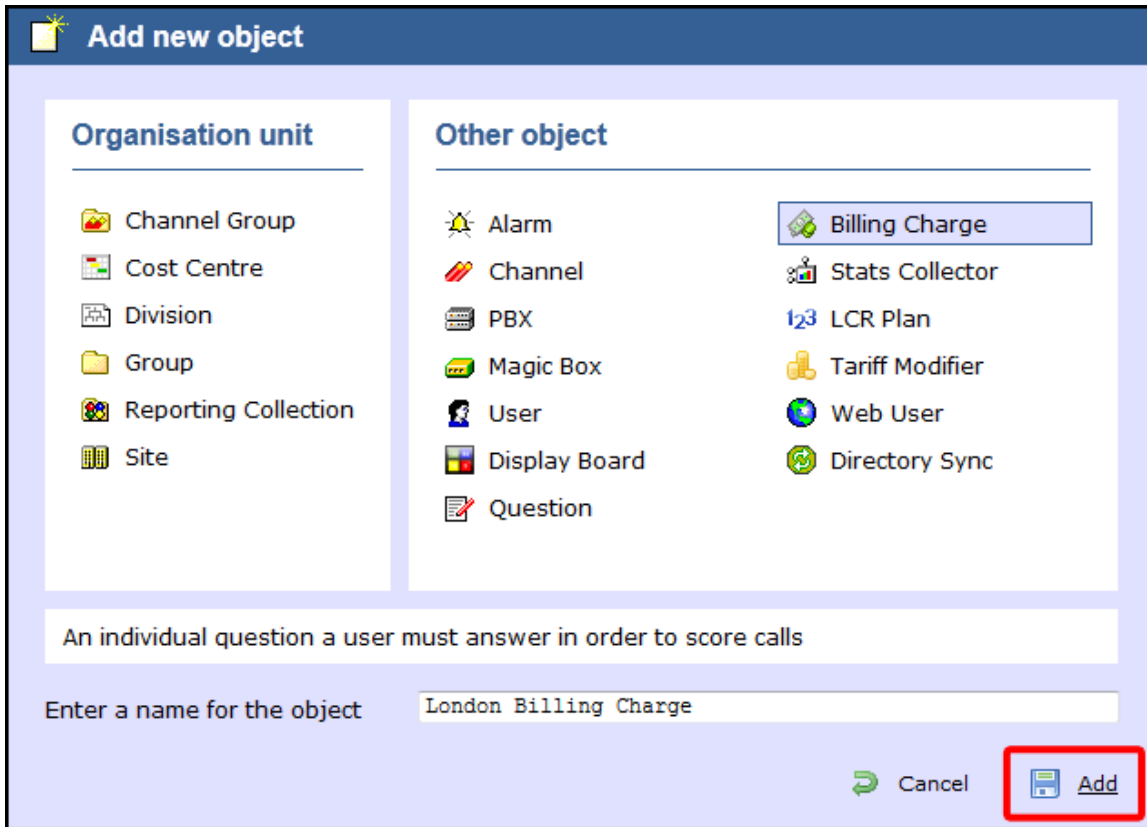 Add new object
Organisation unit
Channel Group
Cost Centre
Division
Group
Reporting Collection
Site
Other object
Alarm
Channel
PBX
Magic Box
User
Display Board
Question
Billing Charge
Stats Collector
123 LCR Plan
Tariff Modifier
Web User
Directory Sync
An individual question a user must answer in order to score calls
Enter a name for the object
London Billing Charge
Cancel
Add